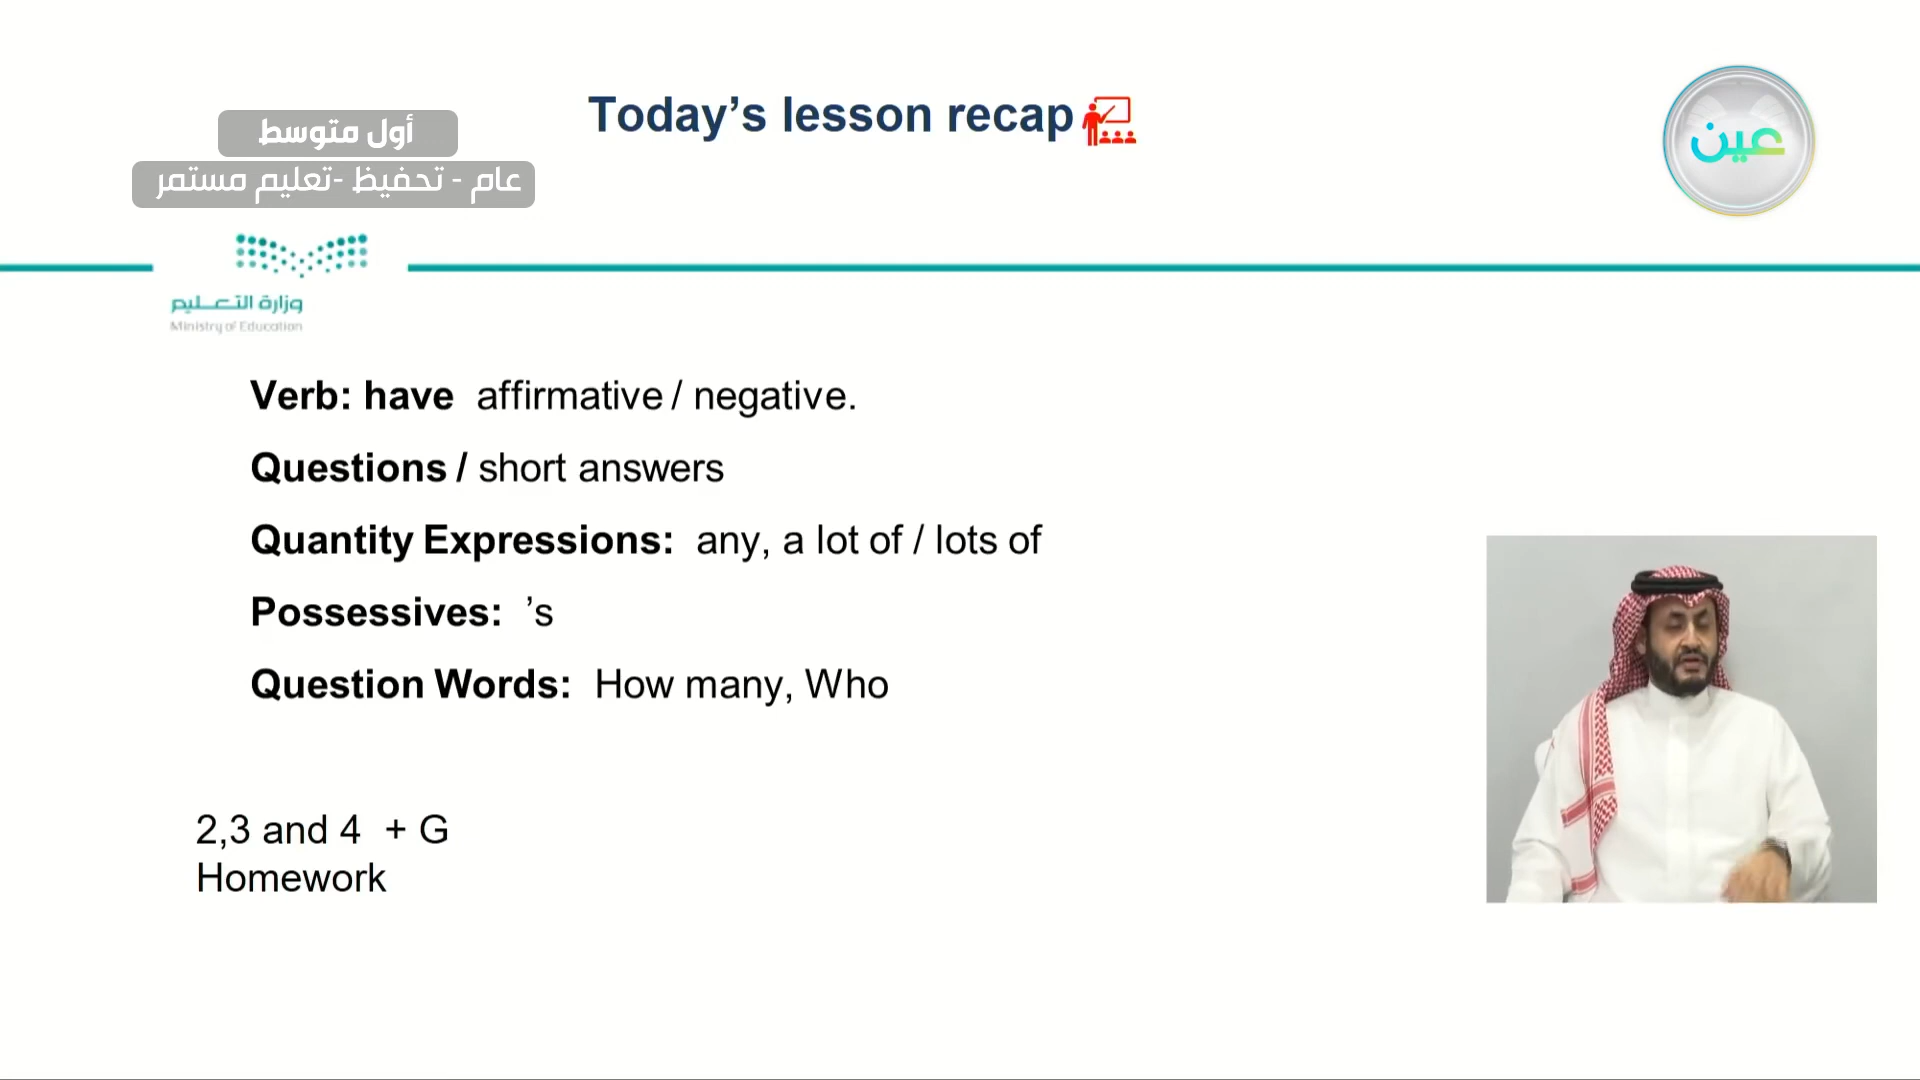 Today’s lesson recap
أول متوسط
عام - تحفيظ -تعليم مستمر
عين
وزارة التعليم
Ministry of Education
Verb: have affirmative / negative.
Questions / short answers
Quantity Expressions: any, a lot of / lots of
Possessives: ’s
Question Words: How many, Who
2,3 and 4 + G
Homework